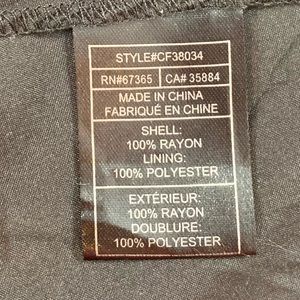 STYLE#CF38034
RN#67365 CA# 35884
MADE IN CHINA
FABRIQUÉ EN CHINE
SHELL:
100% RAYON
LINING:
100% POLYESTER
EXTÉRIEUR:
100% RAYON
DOUBLURE:
100% POLYESTER